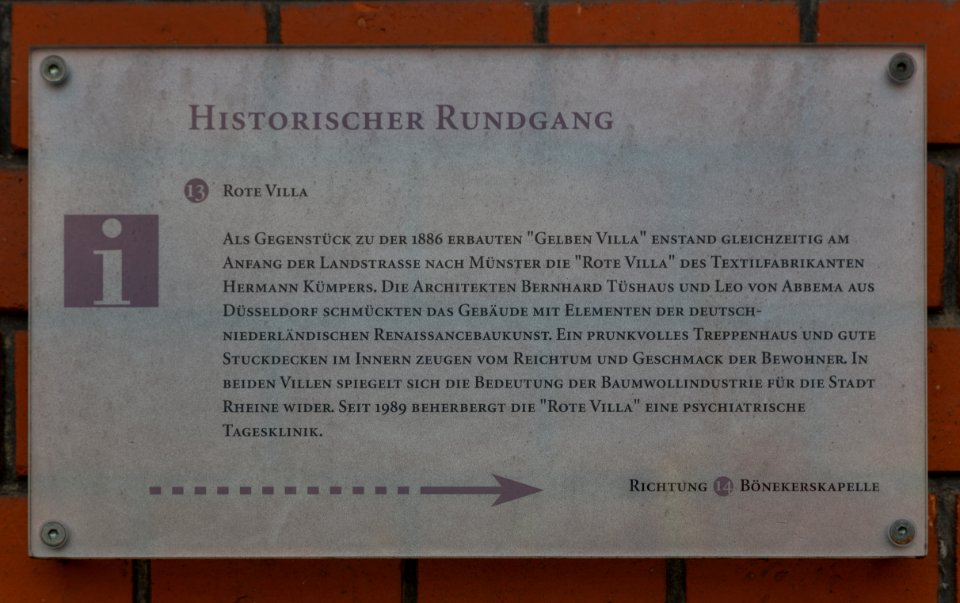 Historischer Rundgang
13 Rote Villa
i
Als Gegenstück zu der 1886 erbauten "Gelben Villa" enstand gleichzeitig am
Anfang der Landstrasse nach Münster die "Rote Villa" des Textilfabrikanten
Hermann Kümpers. Die Architekten Bernhard Tüshaus und Leo von Abbema aus
Düsseldorf schmückten das Gebäude mit Elementen der deutsch-
niederländischen Renaissancebaukunst. Ein prunkvolles Treppenhaus und gute
Stuckdecken im Innern zeugen vom Reichtum und Geschmack der Bewohner. In
beiden Villen spiegelt sich die Bedeutung der Baumwollindustrie für die Stadt
Rheine wider. Seit 1989 beherbergt die "Rote Villa" eine psychiatrische
Tagesklinik.
Richtung 14 Bönekerskapelle